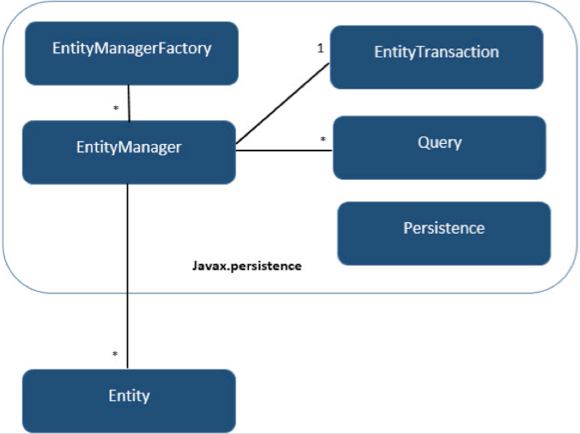 EntityManagerFactory
1
EntityTransaction
*
EntityManager
*
Query
Persistence
Javax.persistence
*
Entity